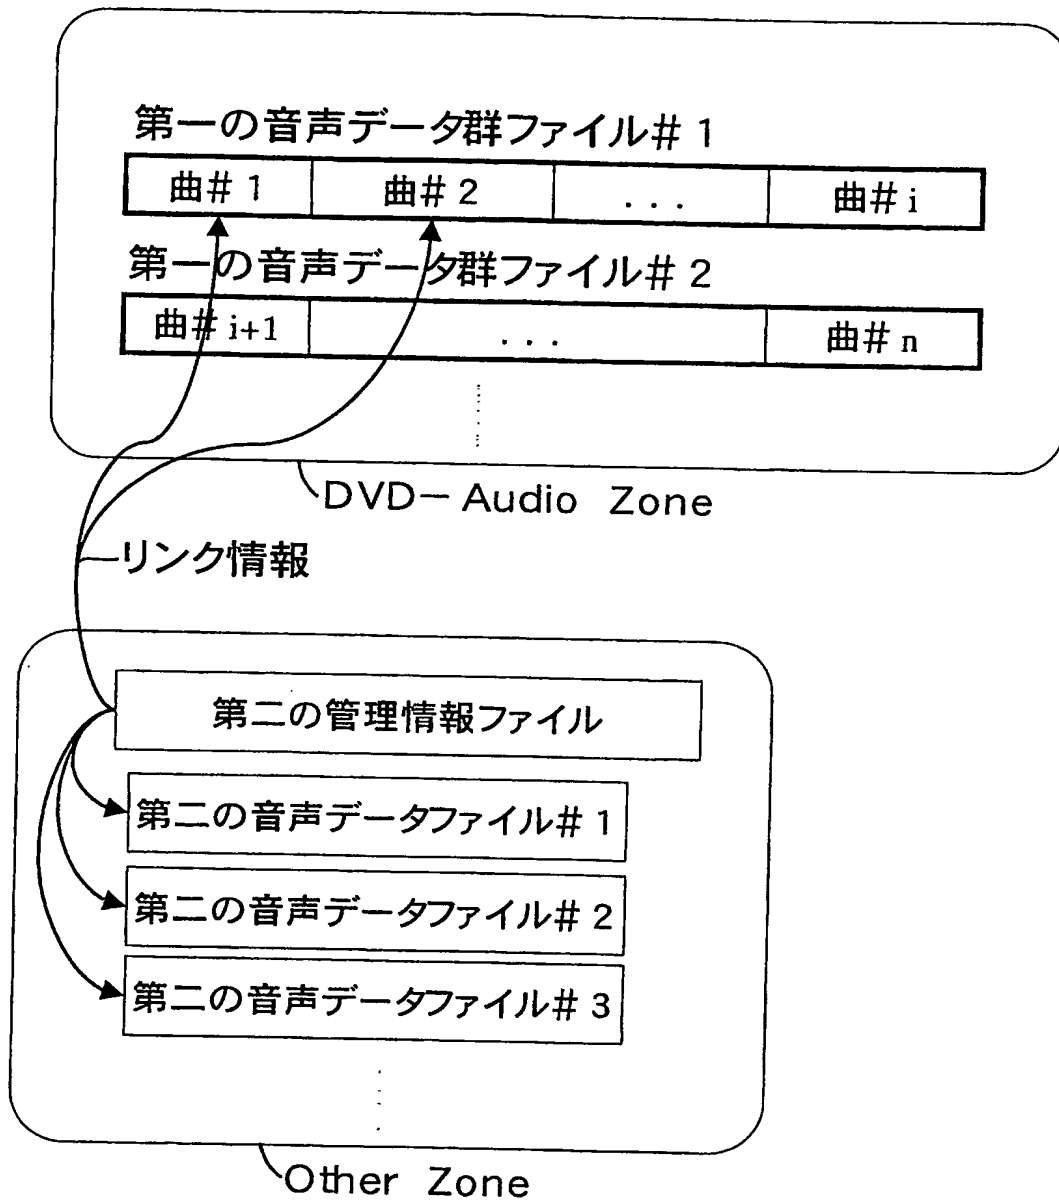 第一の音声データ群ファイル＃1
曲＃1 曲＃2 ... 曲＃i
第一の音声データ群ファイル＃2
曲＃i+1 ... 曲＃n
DVD－Audio Zone
リンク情報
第二の管理情報ファイル
第二の音声データファイル＃1
第二の音声データファイル＃2
第二の音声データファイル＃3
Other Zone